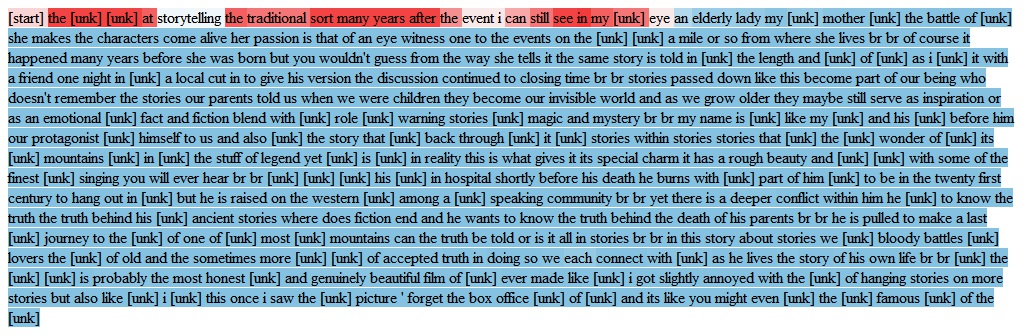 [start] the [unk] [unk] at storytelling the traditional sort many years after the event i can still see in my [unk] eye an elderly lady my [unk] mother [unk] the battle of [unk]
she makes the characters come alive her passion is that of an eye witness one to the events on the [unk] [unk] a mile or so from where she lives br br of course it
happened many years before she was born but you wouldn't guess from the way she tells it the same story is told in [unk] the length and [unk] of [unk] as i [unk] it with
a friend one night in [unk] a local cut in to give his version the discussion continued to closing time br br stories passed down like this become part of our being who
doesn't remember the stories our parents told us when we were children they become our invisible world and as we grow older they maybe still serve as inspiration or
as an emotional [unk] fact and fiction blend with [unk] role [unk] warning stories [unk] magic and mystery br br my name is [unk] like my [unk] and his [unk] before him
our protagonist [unk] himself to us and also [unk] the story that [unk] back through [unk] it [unk] stories within stories stories that [unk] the [unk] wonder of [unk] its
[unk] mountains [unk] in [unk] the stuff of legend yet [unk] is [unk] in reality this is what gives it its special charm it has a rough beauty and [unk] [unk] with some of the
finest [unk] singing you will ever hear br br [unk] [unk] [unk] his [unk] in hospital shortly before his death he burns with [unk] part of him [unk] to be in the twenty first
century to hang out in [unk] but he is raised on the western [unk] among a [unk] speaking community br br yet there is a deeper conflict within him he [unk] to know the
truth the truth behind his [unk] ancient stories where does fiction end and he wants to know the truth behind the death of his parents br br he is pulled to make a last
[unk] journey to the [unk] of one of [unk] most [unk] mountains can the truth be told or is it all in stories br br in this story about stories we [unk] bloody battles [unk]
lovers the [unk] of old and the sometimes more [unk] [unk] of accepted truth in doing so we each connect with [unk] as he lives the story of his own life br br [unk] the
[unk] [unk] is probably the most honest [unk] and genuinely beautiful film of [unk] ever made like [unk] i got slightly annoyed with the [unk] of hanging stories on more
stories but also like [unk] i [unk] this once i saw the [unk] picture ' forget the box office [unk] of [unk] and its like you might even [unk] the [unk] famous [unk] of the
[unk]